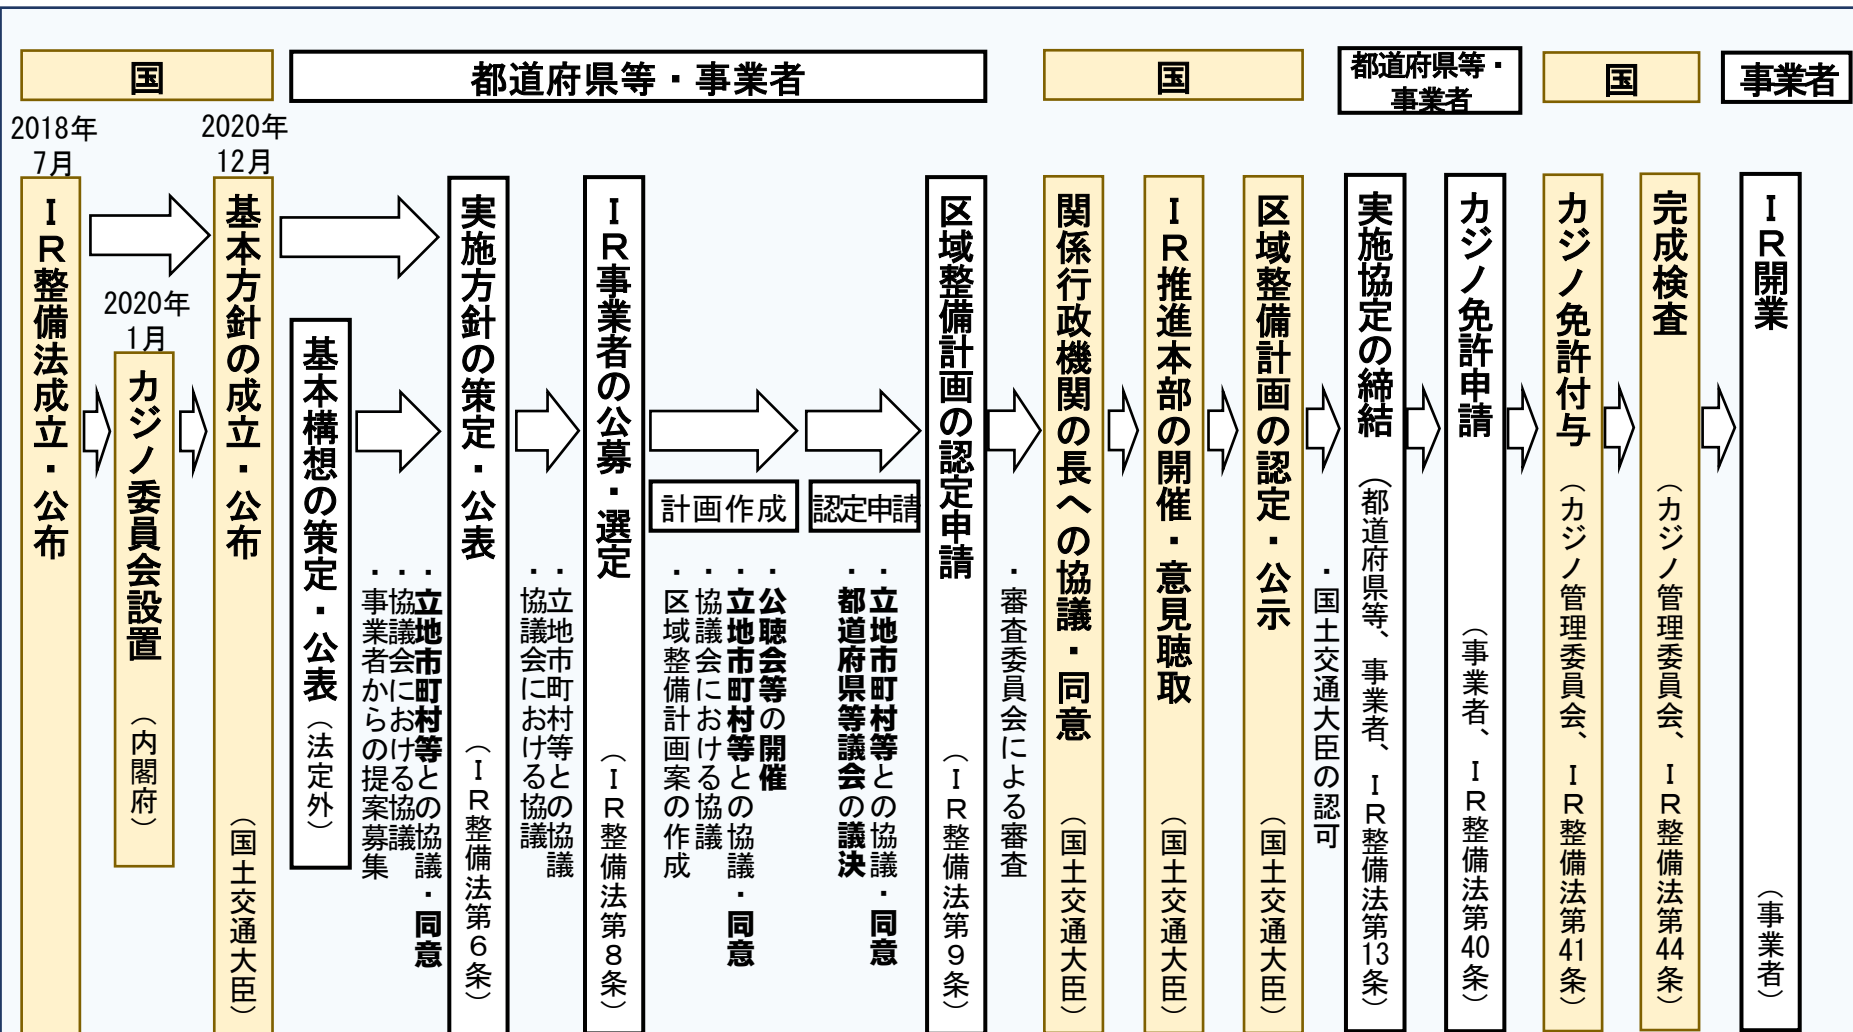 国
都道府県等・事業者
国
都道府県等・
事業者
国
事業者
2018年
7月
ＩＲ整備法成立・公布
2020年
1月
カジノ委員会設置（内閣府）
2020年
12月
基本方針の成立・公布（国土交通大臣）
基本構想の策定・公表（法定外）
・立地市町村等との協議・同意
・協議会における協議
・事業者からの提案募集
実施方針の策定・公表（ＩＲ整備法第６条）
・立地市町村等との協議
・協議会における協議
ＩＲ事業者の公募・選定（ＩＲ整備法第８条）
計画作成
・公聴会等の開催
・立地市町村等との協議・同意
・協議会における協議
・区域整備計画案の作成
認定申請
・立地市町村等との協議・同意
・都道府県等議会の議決
区域整備計画の認定申請（ＩＲ整備法第９条）
・審査委員会による審査
関係行政機関の長への協議・同意（国土交通大臣）
ＩＲ推進本部の開催・意見聴取（国土交通大臣）
区域整備計画の認定・公示（国土交通大臣）
・国土交通大臣の認可
実施協定の締結（都道府県等、事業者、ＩＲ整備法第13条）
カジノ免許申請（事業者、ＩＲ整備法第40条）
カジノ免許付与（カジノ管理委員会、ＩＲ整備法第41条）
完成検査（カジノ管理委員会、ＩＲ整備法第44条）
ＩＲ開業（事業者）